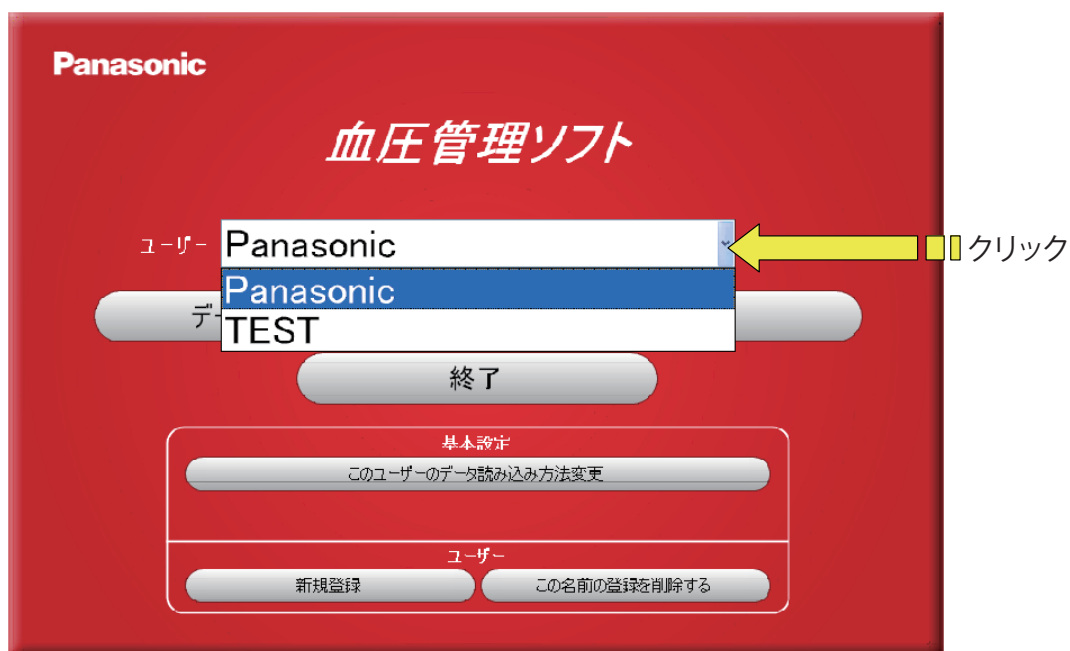 Panasonic
血圧管理ソフト
ユーザー Panasonic
クリック
Panasonic
デー
TEST
終了
基本設定
このユーザーのデータ読み込み方法変更
ユーザー
新規登録 この名前の登録を削除する